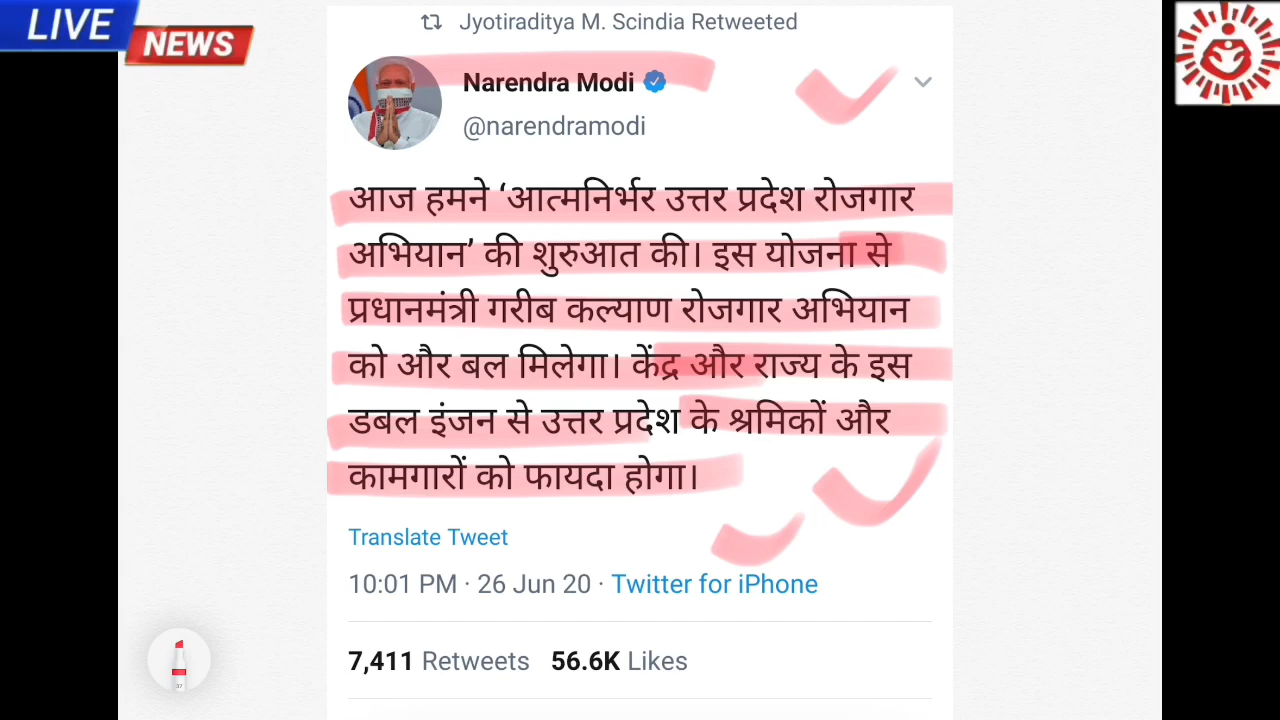 LIVE
NEWS
Jyotiraditya M. Scindia Retweeted
Narendra Modi
@narendramodi
आज हमने ‘आत्मनिर्भर उत्तर प्रदेश रोजगार
अभियान’ की शुरुआत की। इस योजना से
प्रधानमंत्री गरीब कल्याण रोजगार अभियान
को और बल मिलेगा। केंद्र और राज्य के इस
डबल इंजन से उत्तर प्रदेश के श्रमिकों और
कामगारों को फायदा होगा।
Translate Tweet
10:01 PM · 26 Jun 20 · Twitter for iPhone
7,411 Retweets 56.6K Likes
37